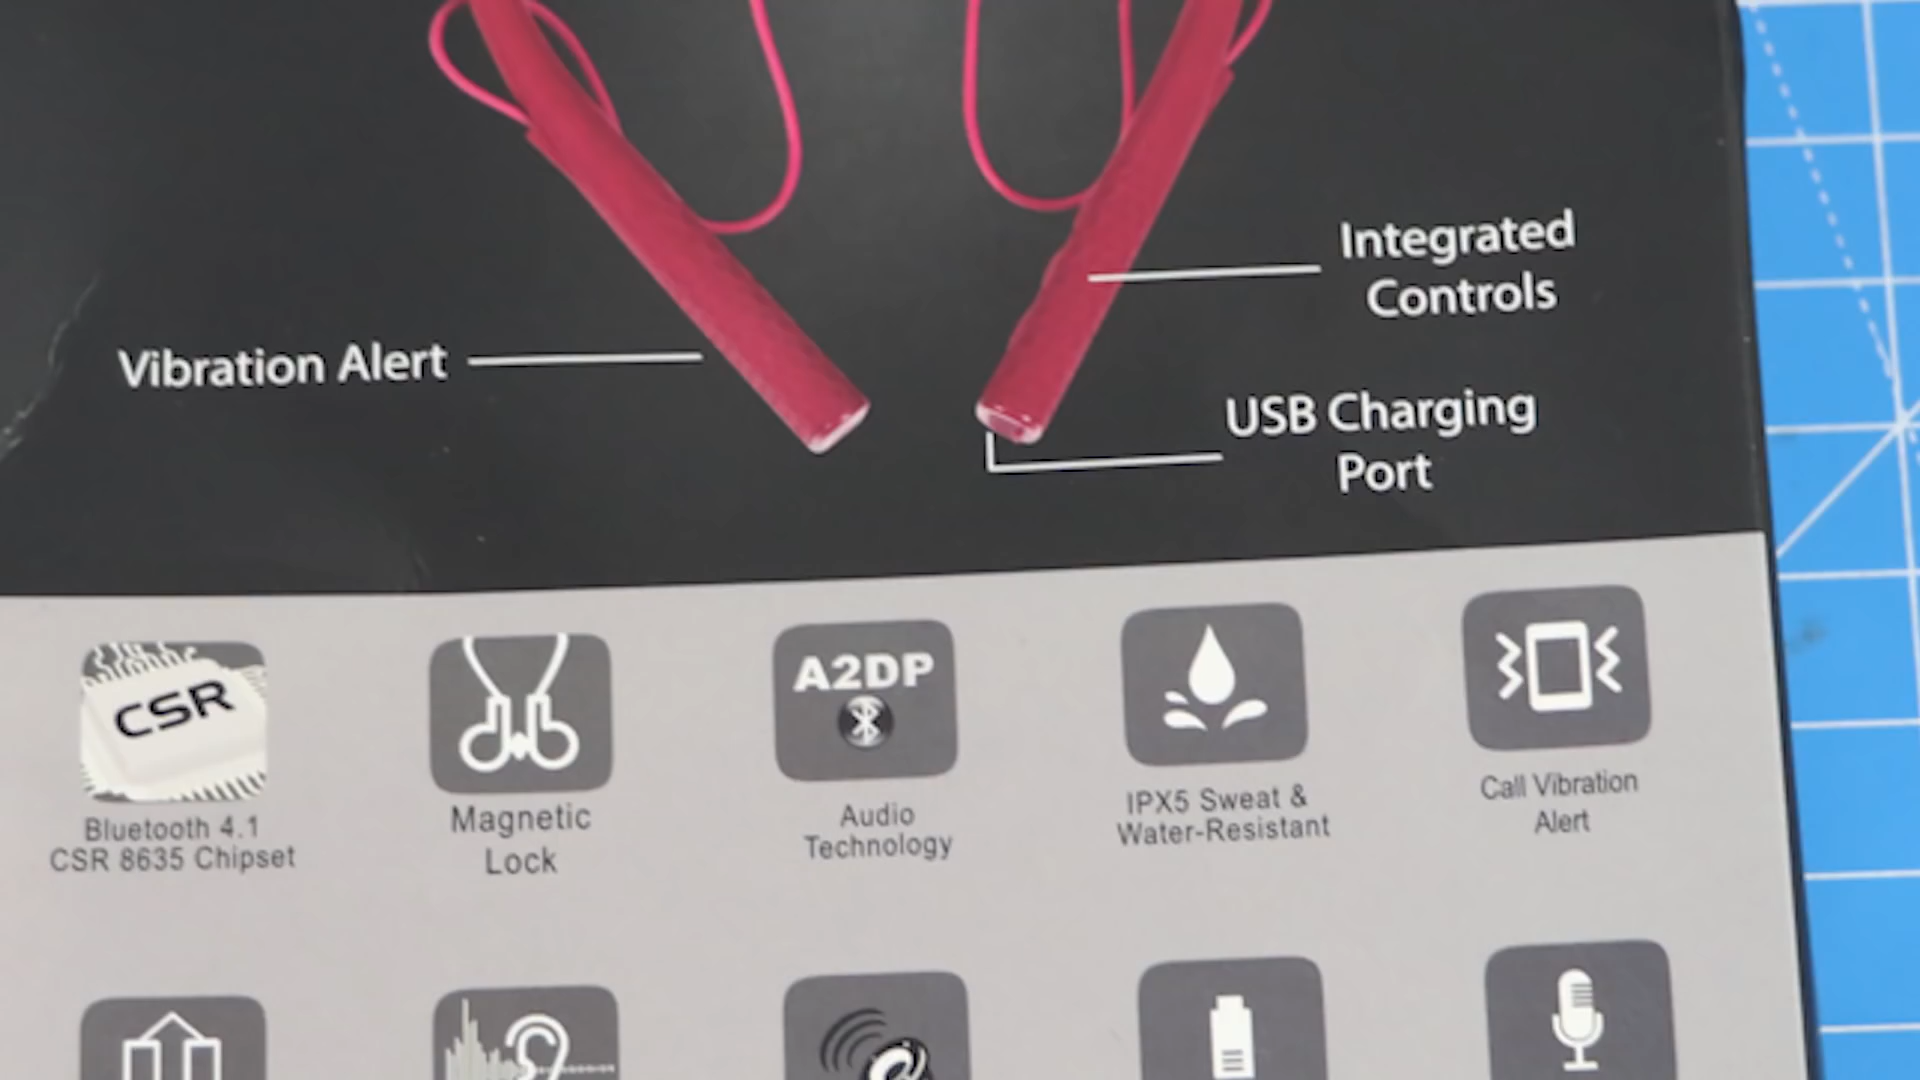 Integrated
Controls
Vibration Alert
USB Charging
Port
CSR
Bluetooth 4.1
CSR 8635 Chipset
Magnetic
Lock
A2DP
Audio
Technology
IPX5 Sweat &
Water-Resistant
Call Vibration
Alert